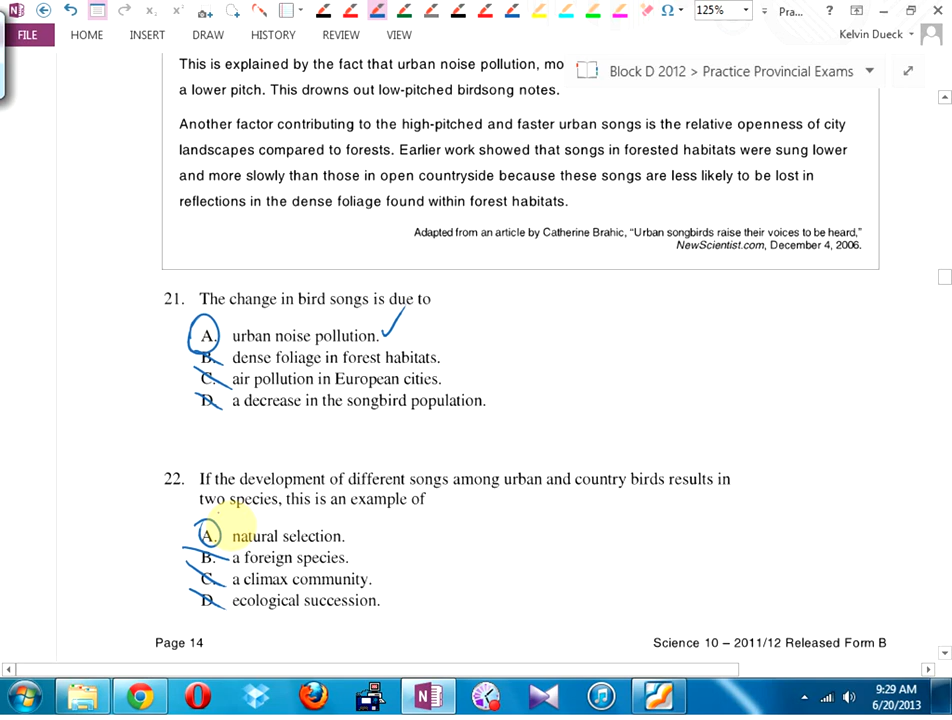 125%
Pra...
?
FILE HOME INSERT DRAW HISTORY REVIEW VIEW Kelvin Dueck
This is explained by the fact that urban noise pollution, mo
Block D 2012 > Practice Provincial Exams
a lower pitch. This drowns out low-pitched birdsong notes.
Another factor contributing to the high-pitched and faster urban songs is the relative openness of city
landscapes compared to forests. Earlier work showed that songs in forested habitats were sung lower
and more slowly than those in open countryside because these songs are less likely to be lost in
reflections in the dense foliage found within forest habitats.
Adapted from an article by Catherine Brahic, “Urban songbirds raise their voices to be heard,”
NewScientist.com, December 4, 2006.
21. The change in bird songs is due to
A. urban noise pollution.
B. dense foliage in forest habitats.
C. air pollution in European cities.
D. a decrease in the songbird population.
22. If the development of different songs among urban and country birds results in
two species, this is an example of
A. natural selection.
B. a foreign species.
C. a climax community.
D. ecological succession.
Page 14 Science 10 – 2011/12 Released Form B
9:29 AM
6/20/2013